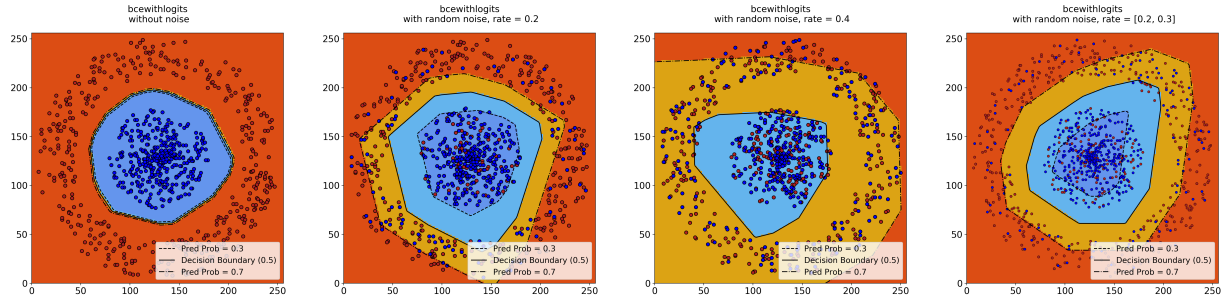 bcewithlogits
without noise
250
200
150
100
50
0
0
50
100
150
200
250
Pred Prob = 0.3
Decision Boundary (0.5)
Pred Prob = 0.7
bcewithlogits
with random noise, rate = 0.2
250
200
150
100
50
0
0
50
100
150
200
250
Pred Prob = 0.3
Decision Boundary (0.5)
Pred Prob = 0.7
bcewithlogits
with random noise, rate = 0.4
250
200
150
100
50
0
0
50
100
150
200
250
Pred Prob = 0.3
Decision Boundary (0.5)
Pred Prob = 0.7
bcewithlogits
with random noise, rate = [0.2, 0.3]
250
200
150
100
50
0
0
50
100
150
200
250
Pred Prob = 0.3
Decision Boundary (0.5)
Pred Prob = 0.7